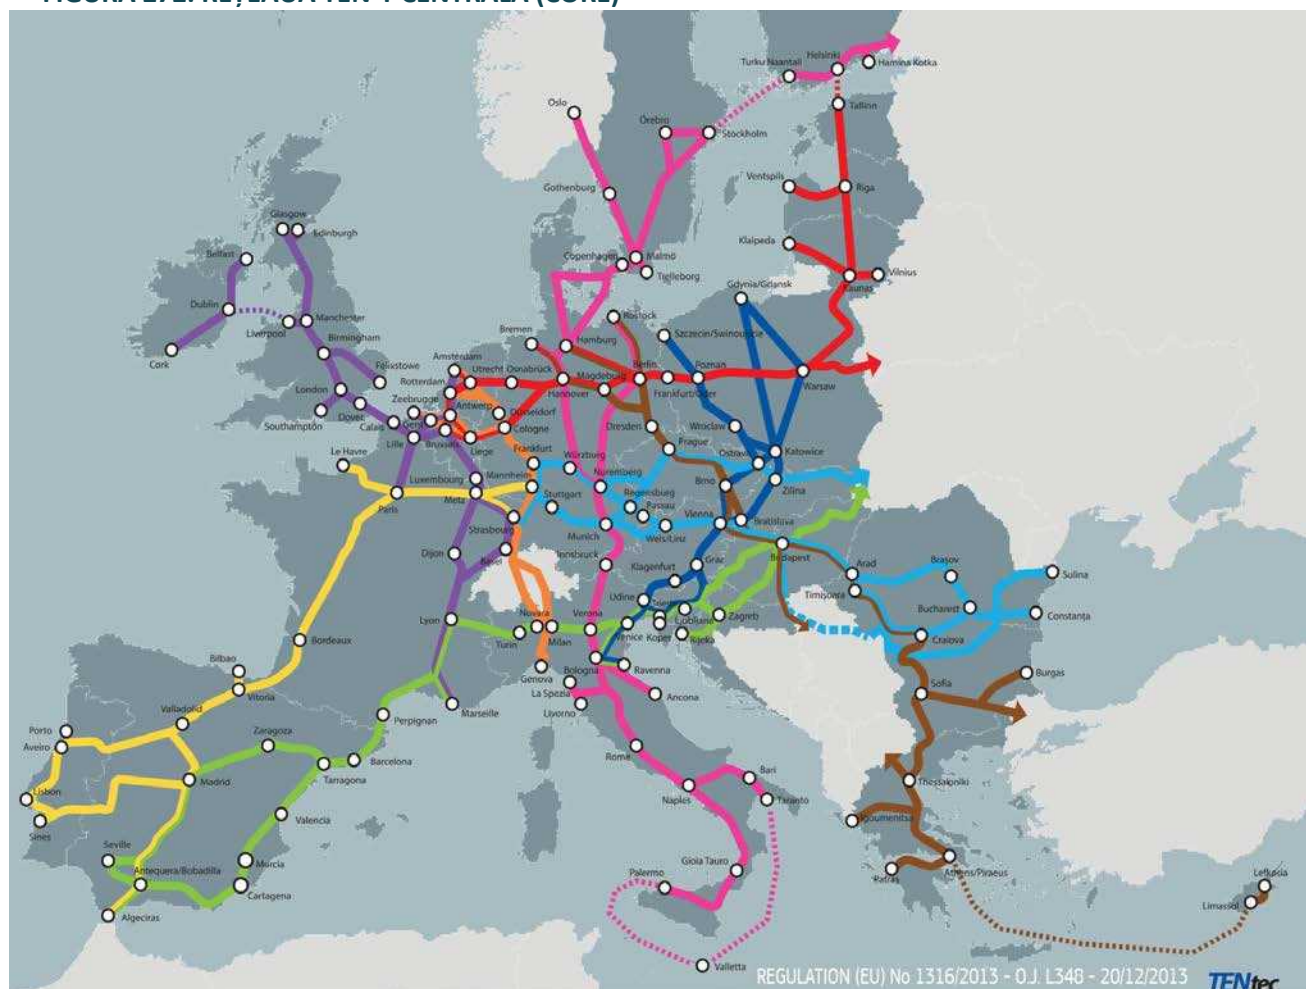 Helsinki
Turku Naantali
Hamina Kotka
Oslo
Tallinn
Örebro
Stockholm
Ventspils
Riga
Gothenburg
Glasgow
Edinburgh
Klaipeda
Belfast
Copenhagen
Malmö
Trelleborg
Vilnius
Kaunas
Gdynia/Gdansk
Dublin
Liverpool
Manchester
Rostock
Birmingham
Bremen
Hamburg
Szczecin/Swinoujscie
Cork
Felixstowe
Amsterdam
Utrecht
Osnabrück
Berlin
Poznan
London
Rotterdam
Hannover
Magdeburg
Frankfurt/Oder
Warsaw
Zeebrugge
Antwerp
Düsseldorf
Southampton
Dover
Calais
Gent
Cologne
Dresden
Wroclaw
Lille
Brussels
Liege
Prague
Katowice
Le Havre
Frankfurt
Würzburg
Ostrava
Luxembourg
Mannheim
Nuremberg
Brno
Zilina
Paris
Metz
Stuttgart
Regensburg
Passau
Vienna
Bratislava
Strasbourg
Munich
Wels/Linz
Dijon
Basel
Innsbruck
Klagenfurt
Graz
Budapest
Arad
Brașov
Sulina
Timișoara
Udine
Bucharest
Constanța
Lyon
Novara
Verona
Ljubljana
Zagreb
Turin
Milan
Venice
Koper
Rijeka
Craiova
Bordeaux
Bilbao
Genova
Bologna
Ravenna
Vitoria
La Spezia
Ancona
Sofia
Burgas
Valladolid
Marseille
Livorno
Perpignan
Porto
Aveiro
Zaragoza
Rome
Barcelona
Madrid
Tarragona
Bari
Thessaloniki
Lisbon
Naples
Taranto
Sines
Valencia
Igoumenitsa
Seville
Murcia
Gioia Tauro
Antequera/Bobadilla
Palermo
Patras
Athens/Piraeus
Lefkosia
Cartagena
Limassol
Algeciras
Valletta
REGULATION (EU) No 1316/2013 - O.J. L348 - 20/12/2013
TENtec